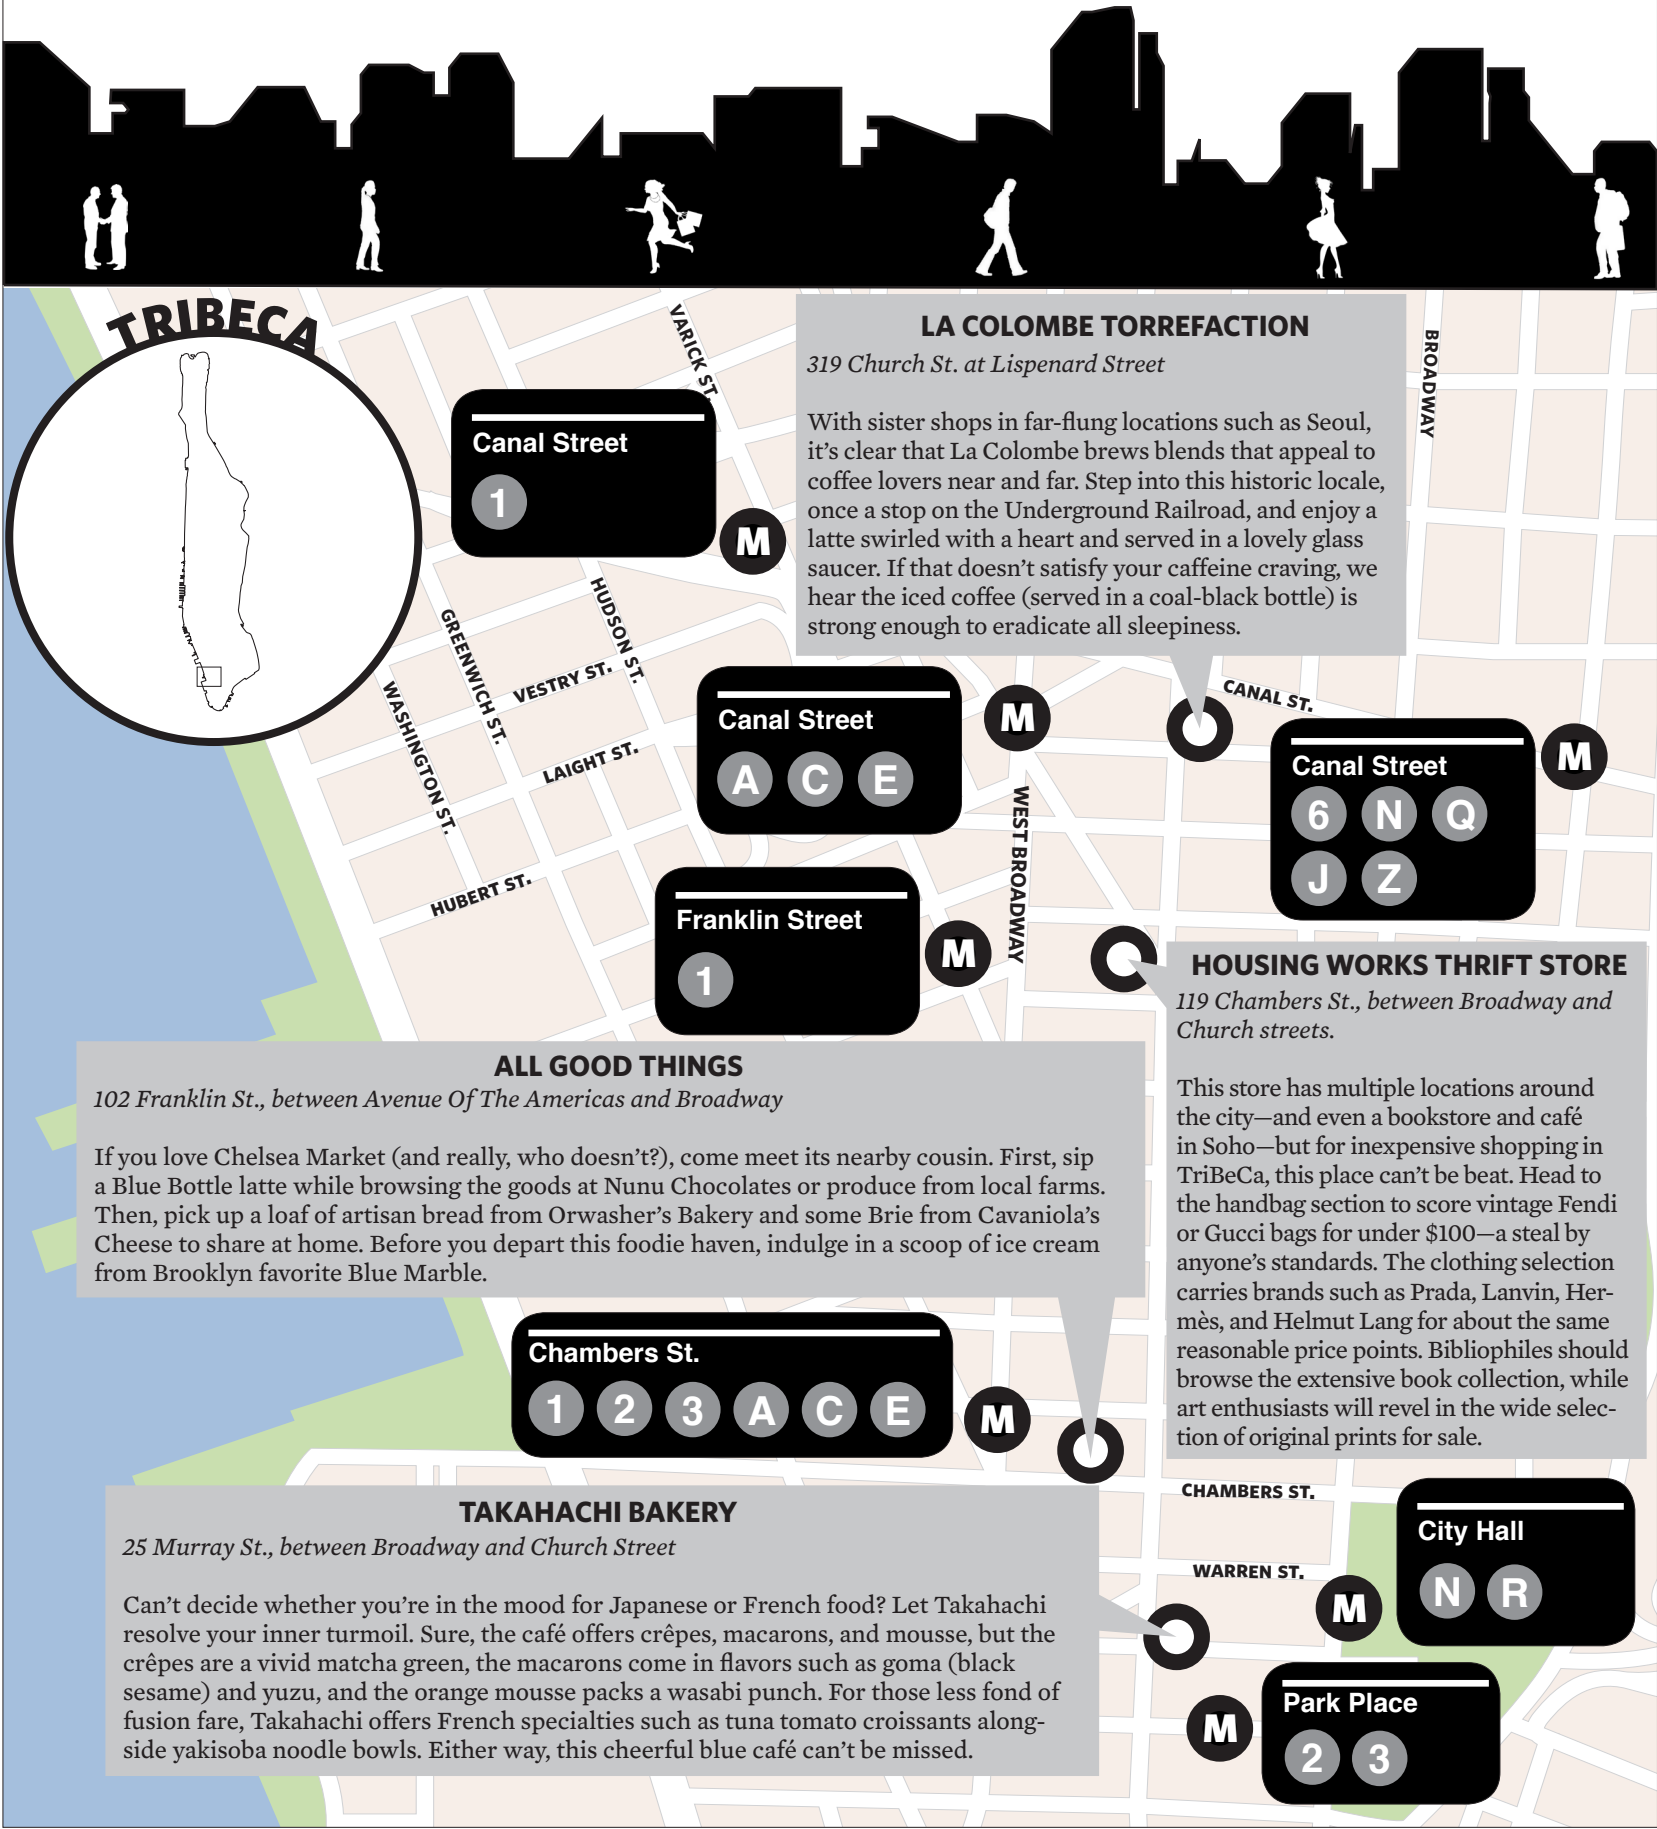 TRIBECA
VARICK ST.
BROADWAY
LA COLOMBE TORREFACTION
319 Church St. at Lispenard Street
With sister shops in far-flung locations such as Seoul,
it's clear that La Colombe brews blends that appeal to
coffee lovers near and far. Step into this historic locale,
once a stop on the Underground Railroad, and enjoy a
latte swirled with a heart and served in a lovely glass
saucer. If that doesn't satisfy your caffeine craving, we
hear the iced coffee (served in a coal-black bottle) is
strong enough to eradicate all sleepiness.
Canal Street
1
M
HUDSON ST.
GREENWICH ST.
VESTRY ST.
WASHINGTON ST.
LAIGHT ST.
HUBERT ST.
Canal Street
A C E
M
CANAL ST.
Canal Street
6 N Q
J Z
M
WEST BROADWAY
Franklin Street
1
M
HOUSING WORKS THRIFT STORE
119 Chambers St., between Broadway and
Church streets.
This store has multiple locations around
the city—and even a bookstore and café
in Soho—but for inexpensive shopping in
TriBeCa, this place can't be beat. Head to
the handbag section to score vintage Fendi
or Gucci bags for under $100—a steal by
anyone's standards. The clothing selection
carries brands such as Prada, Lanvin, Her-
mès, and Helmut Lang for about the same
reasonable price points. Bibliophiles should
browse the extensive book collection, while
art enthusiasts will revel in the wide selec-
tion of original prints for sale.
ALL GOOD THINGS
102 Franklin St., between Avenue Of The Americas and Broadway
If you love Chelsea Market (and really, who doesn't?), come meet its nearby cousin. First, sip
a Blue Bottle latte while browsing the goods at Nunu Chocolates or produce from local farms.
Then, pick up a loaf of artisan bread from Orwasher's Bakery and some Brie from Cavaniola's
Cheese to share at home. Before you depart this foodie haven, indulge in a scoop of ice cream
from Brooklyn favorite Blue Marble.
Chambers St.
1 2 3 A C E
M
CHAMBERS ST.
WARREN ST.
TAKAHACHI BAKERY
25 Murray St., between Broadway and Church Street
Can't decide whether you're in the mood for Japanese or French food? Let Takahachi
resolve your inner turmoil. Sure, the café offers crêpes, macarons, and mousse, but the
crêpes are a vivid matcha green, the macarons come in flavors such as goma (black
sesame) and yuzu, and the orange mousse packs a wasabi punch. For those less fond of
fusion fare, Takahachi offers French specialties such as tuna tomato croissants along-
side yakisoba noodle bowls. Either way, this cheerful blue café can't be missed.
City Hall
N R
M
Park Place
2 3
M